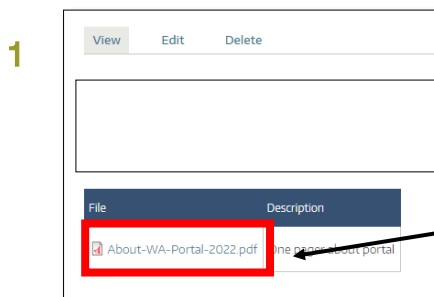 1
View Edit Delete
File Description
About-WA-Portal-2022.pdf One pager about portal